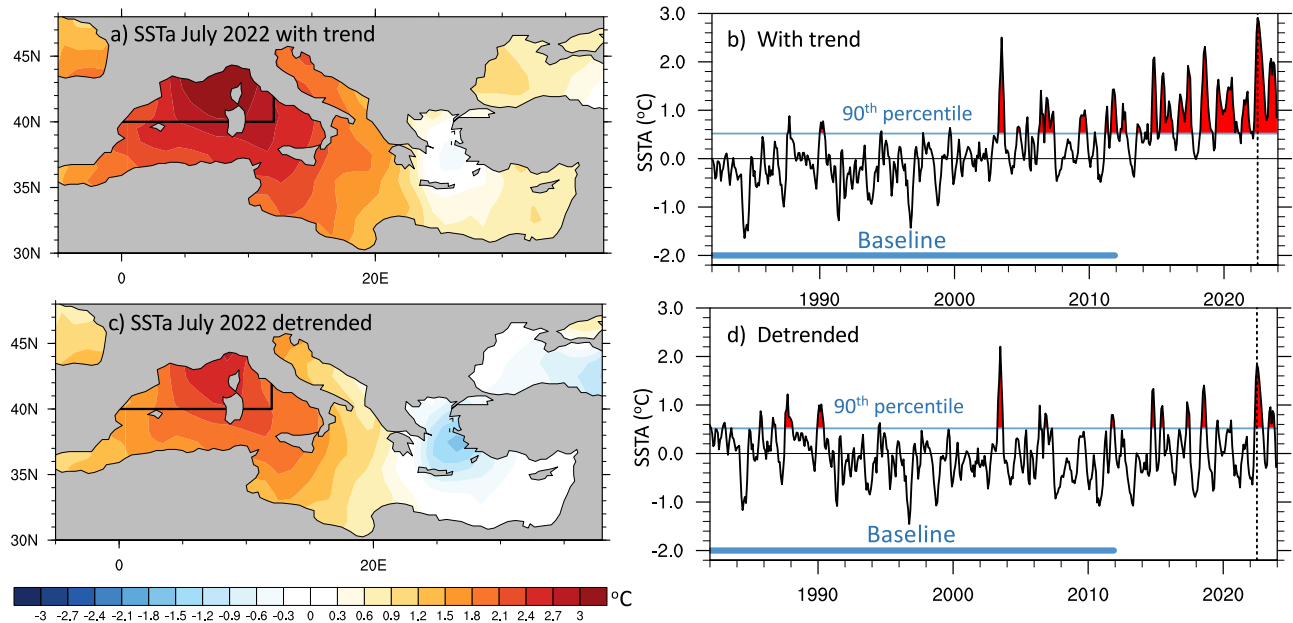 a) SSTa July 2022 with trend
45N
40N
35N
30N
0
20E
b) With trend
3.0
2.0
1.0
0.0
-1.0
-2.0
SSTA (°C)
90th percentile
Baseline
1990
2000
2010
2020
c) SSTa July 2022 detrended
45N
40N
35N
30N
0
20E
d) Detrended
3.0
2.0
1.0
0.0
-1.0
-2.0
SSTA (°C)
90th percentile
Baseline
1990
2000
2010
2020
-3 -2.7 -2.4 -2.1 -1.8 -1.5 -1.2 -0.9 -0.6 -0.3 0 0.3 0.6 0.9 1.2 1.5 1.8 2.1 2.4 2.7 3 °C